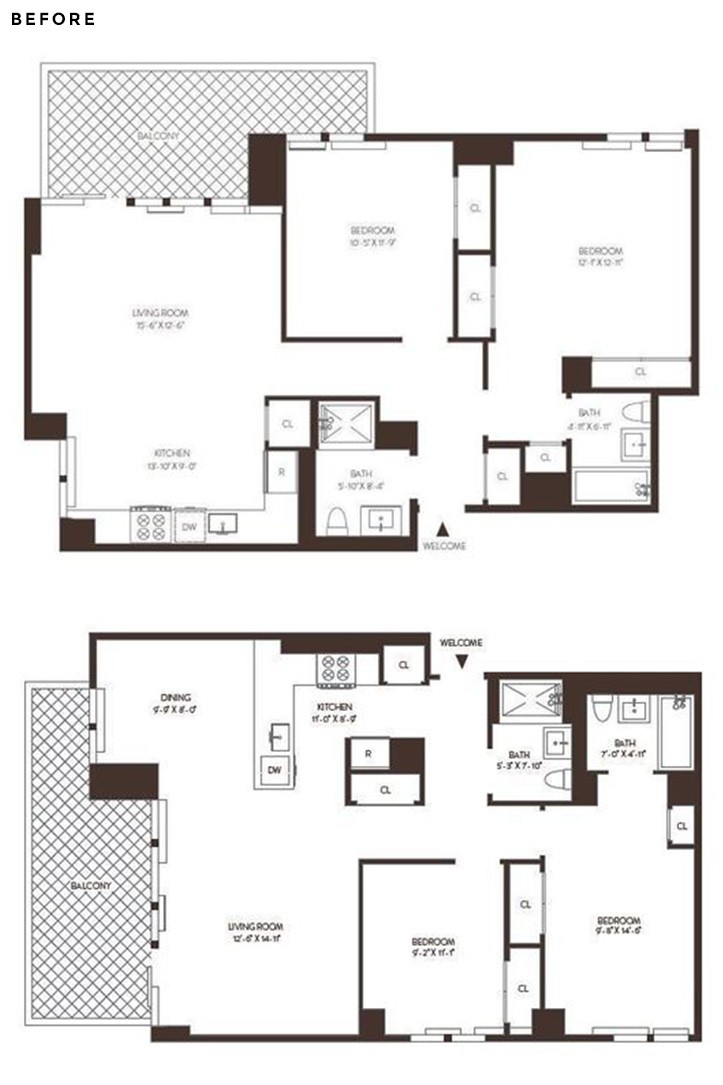 BEFORE
BALCONY
BEDROOM
10'-5" X 11'-9"
CL
BEDROOM
12'-1" X 12'-11"
CL
LIVING ROOM
15'-6" X 12'-6"
CL
CL
BATH
4'-11" X 6'-11"
KITCHEN
13'-10" X 9'-0"
R
BATH
5'-10" X 8'-4"
CL
CL
DW
WELCOME
WELCOME
CL
DINING
9'-9" X 8'-0"
KITCHEN
11'-0" X 8'-9"
BATH
7'-0" X 4'-11"
R
BATH
5'-3" X 7'-10"
DW
CL
CL
BALCONY
CL
LIVING ROOM
12'-6" X 14'-11"
BEDROOM
9'-2" X 11'-1"
BEDROOM
9'-8" X 14'-6"
CL